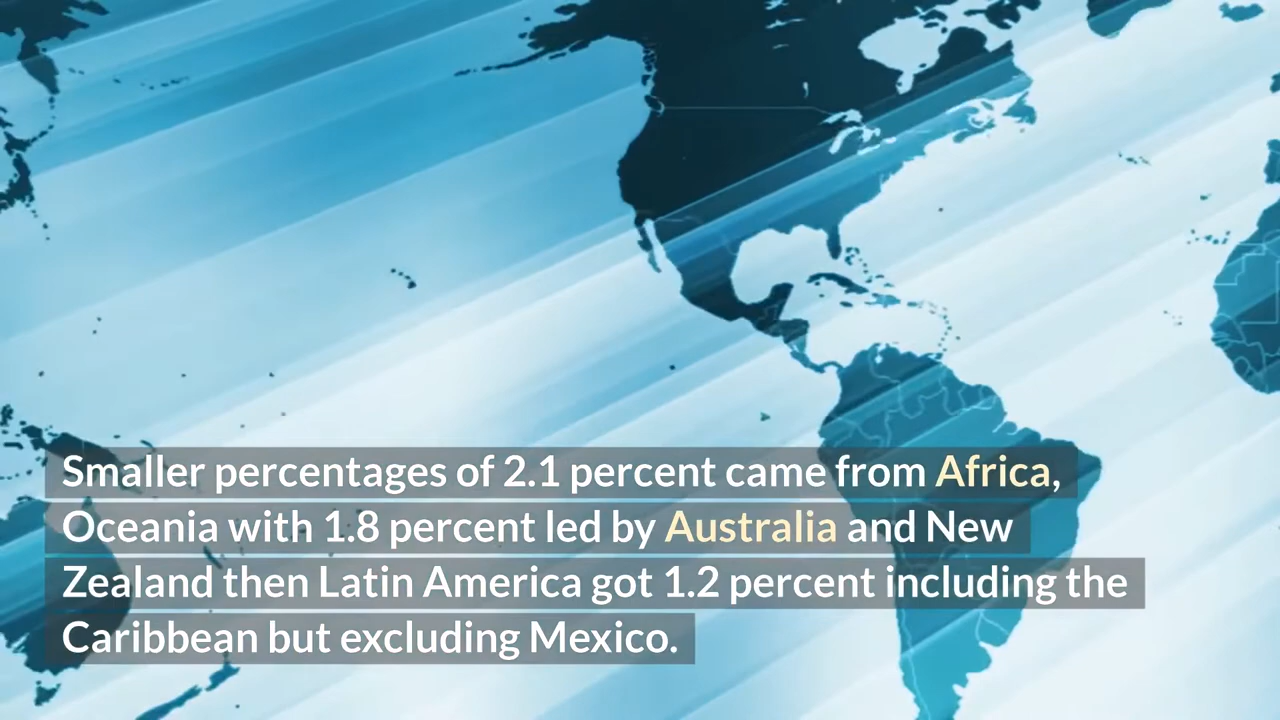 Smaller percentages of 2.1 percent came from Africa,
Oceania with 1.8 percent led by Australia and New
Zealand then Latin America got 1.2 percent including the
Caribbean but excluding Mexico.